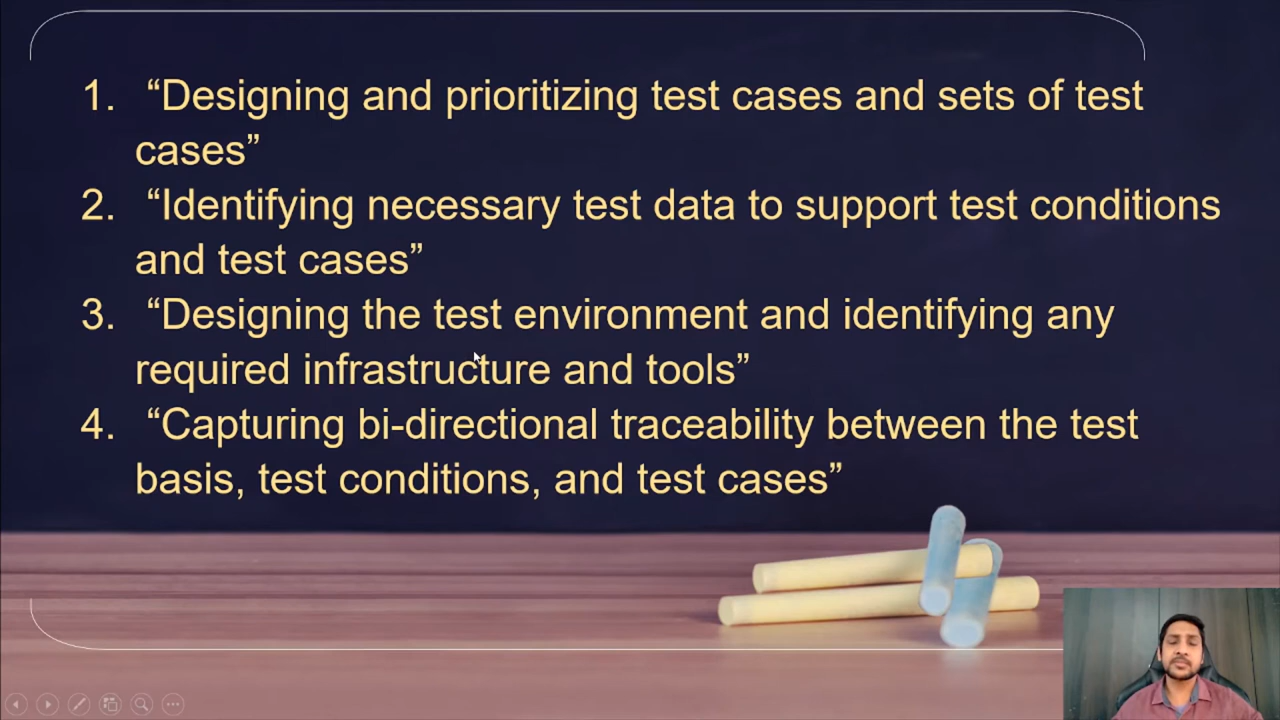 1. “Designing and prioritizing test cases and sets of test
cases”
2. “Identifying necessary test data to support test conditions
and test cases”
3. “Designing the test environment and identifying any
required infrastructure and tools”
4. “Capturing bi-directional traceability between the test
basis, test conditions, and test cases”